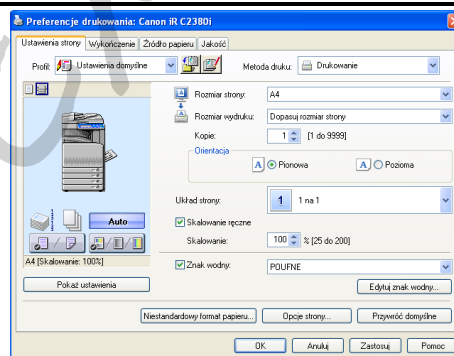 Preferencje drukowania: Canon iR C2380i
Ustawienia strony Wykończenie Źródło papieru Jakość
Profil: Ustawienia domyślne Metoda druku: Drukowanie
Rozmiar strony: A4
Rozmiar wydruku: Dopasuj rozmiar strony
Kopie: 1 [1 do 9999]
Orientacja
A Pionowa A Pozioma
Układ strony: 1 1 na 1
Auto
Skalowanie ręczne
Skalowanie: 100 % [25 do 200]
A4 [Skalowanie: 100%]
Znak wodny: POUFNE
Pokaż ustawienia Edytuj znak wodny...
Niestandardowy format papieru... Opcje strony... Przywróć domyślne
OK Anuluj Zastosuj Pomoc